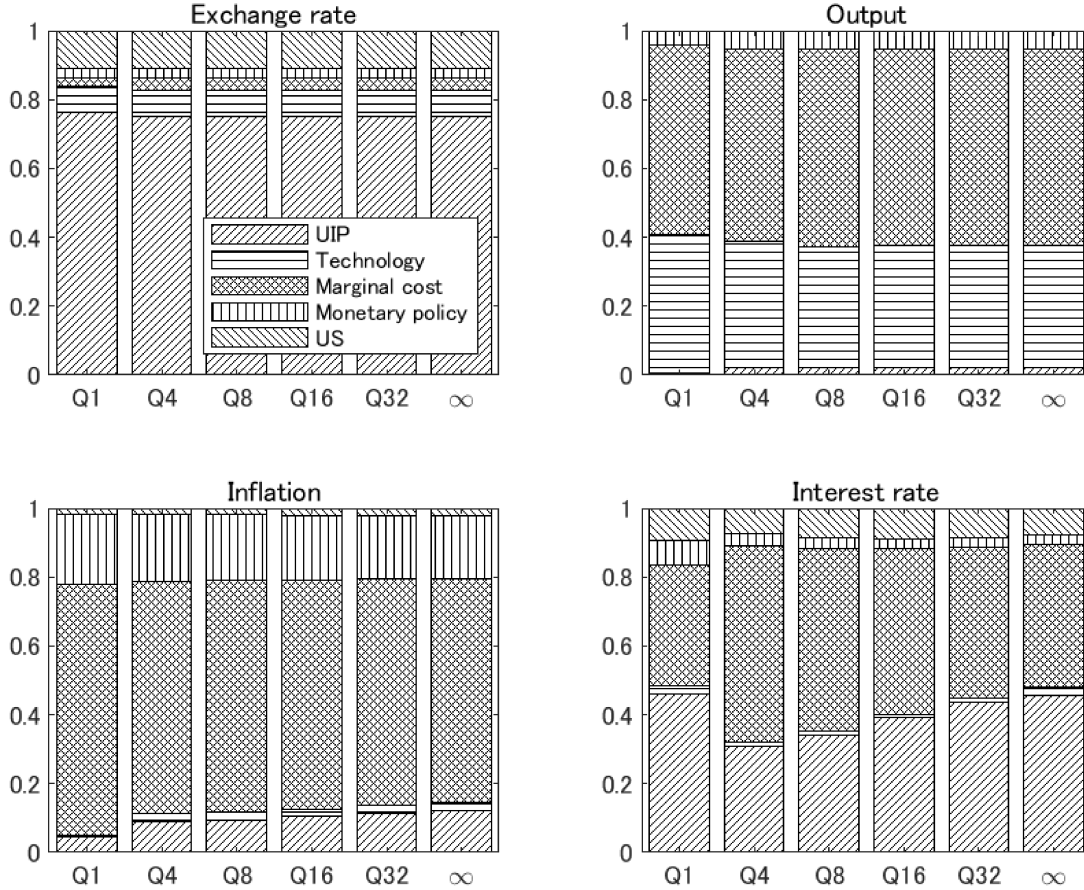 Exchange rate
1
0.8
0.6
0.4
0.2
0
UIP
Technology
Marginal cost
Monetary policy
US
Q1 Q4 Q8 Q16 Q32 ∞
Output
1
0.8
0.6
0.4
0.2
0
Q1 Q4 Q8 Q16 Q32 ∞
Inflation
1
0.8
0.6
0.4
0.2
0
Q1 Q4 Q8 Q16 Q32 ∞
Interest rate
1
0.8
0.6
0.4
0.2
0
Q1 Q4 Q8 Q16 Q32 ∞